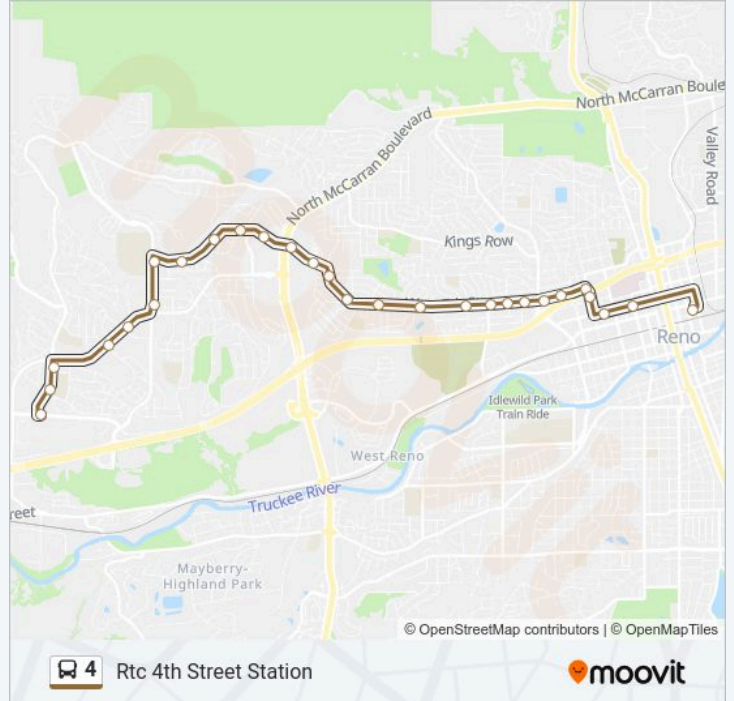 North McCarran Boule
North McCarran Boulevard
Valley Road
Kings Row
Reno
Idlewild Park
Train Ride
West Reno
Truckee River
reet
Mayberry-
Highland Park
© OpenStreetMap contributors | © OpenMapTiles
4 Rtc 4th Street Station
moovit